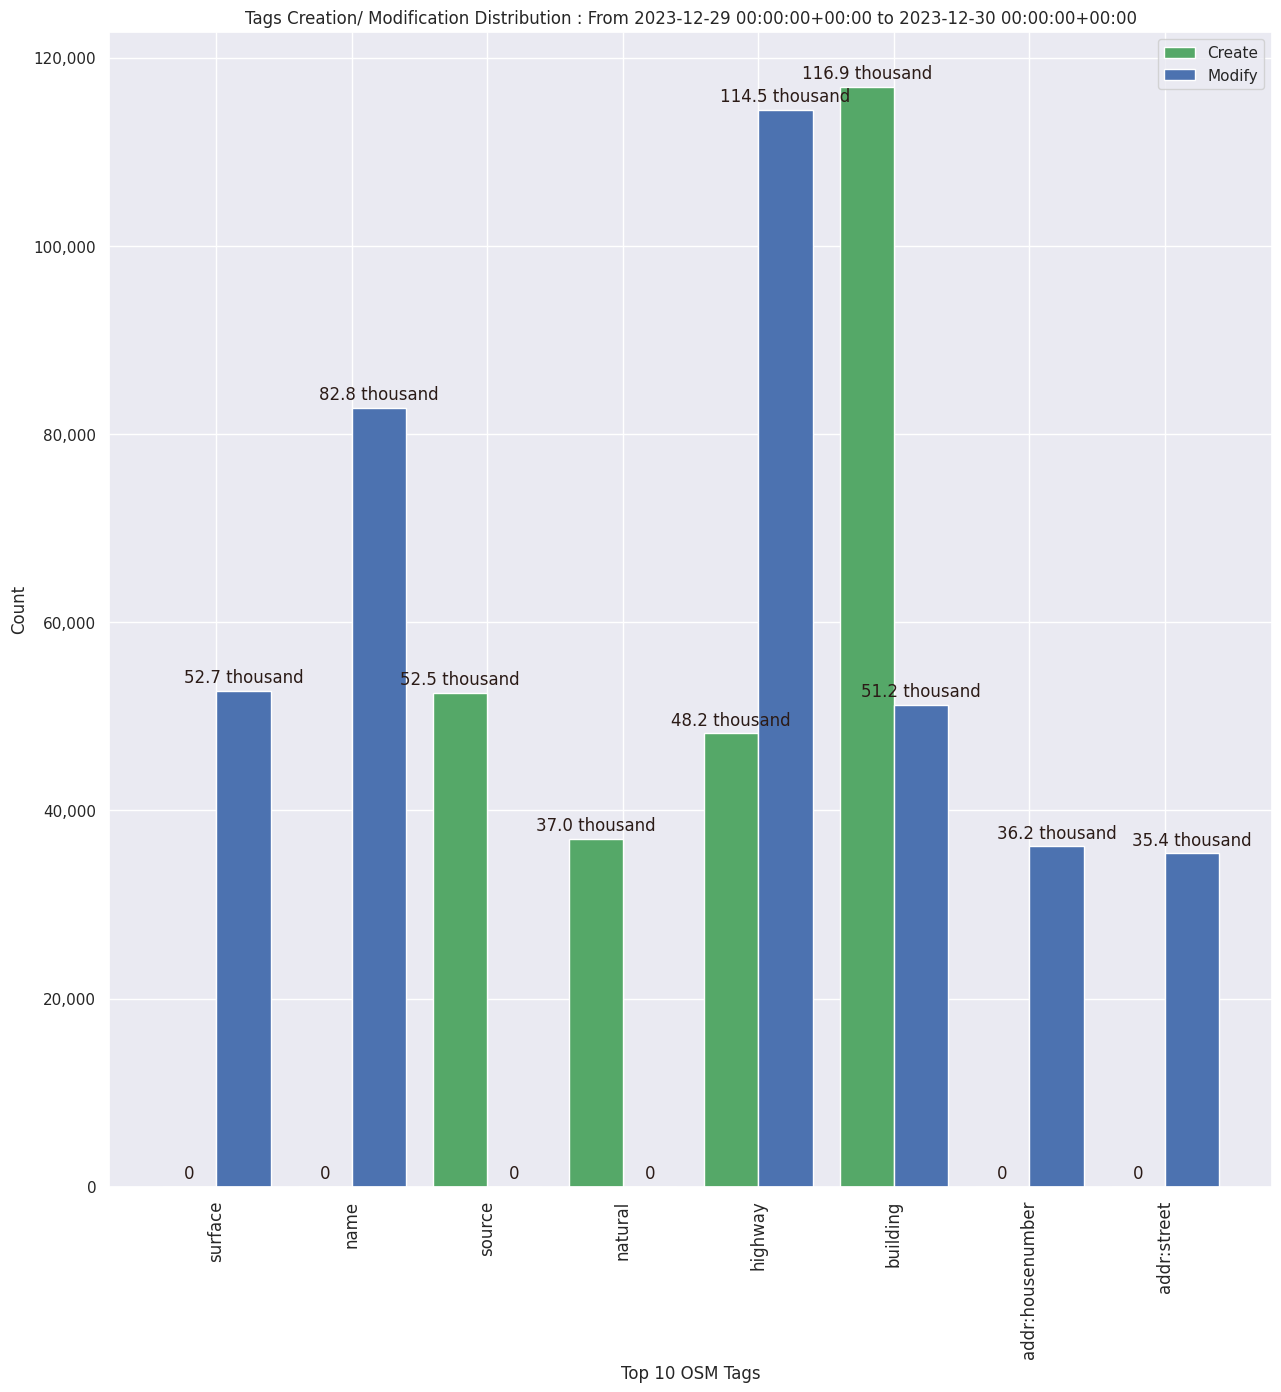 Tags Creation/ Modification Distribution : From 2023-12-29 00:00:00+00:00 to 2023-12-30 00:00:00+00:00
Create
Modify
120,000
100,000
80,000
60,000
40,000
20,000
0
Count
0
52.7 thousand
0
82.8 thousand
52.5 thousand
0
37.0 thousand
0
48.2 thousand
114.5 thousand
116.9 thousand
51.2 thousand
0
36.2 thousand
0
35.4 thousand
surface
name
source
natural
highway
building
addr:housenumber
addr:street
Top 10 OSM Tags